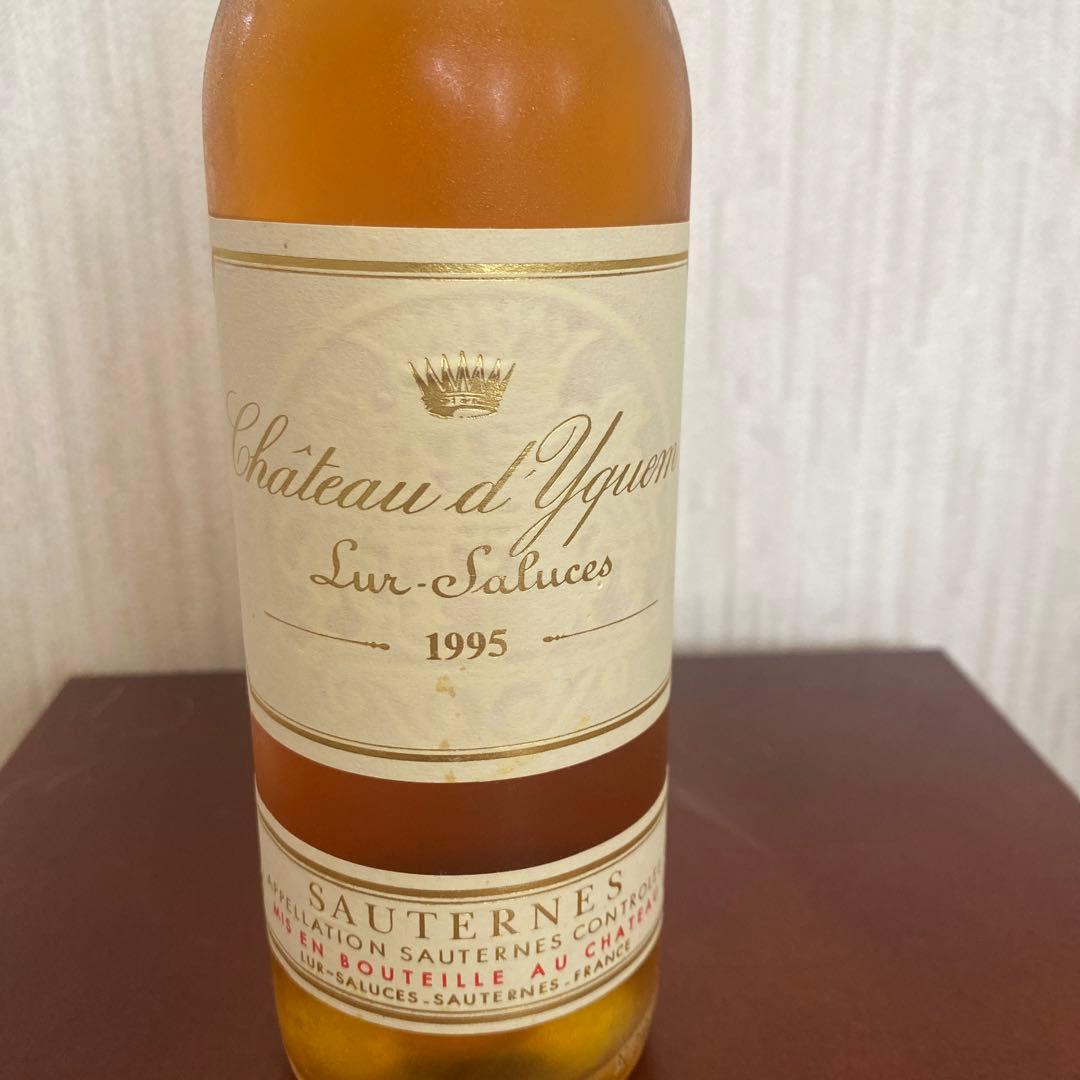 Château d'Yquem
Lur-Saluces
1995
SAUTERNES
APPELLATION SAUTERNES CONTROLÉE
MIS EN BOUTEILLE AU CHATEAU
LUR-SALUCES-SAUTERNES-FRANCE